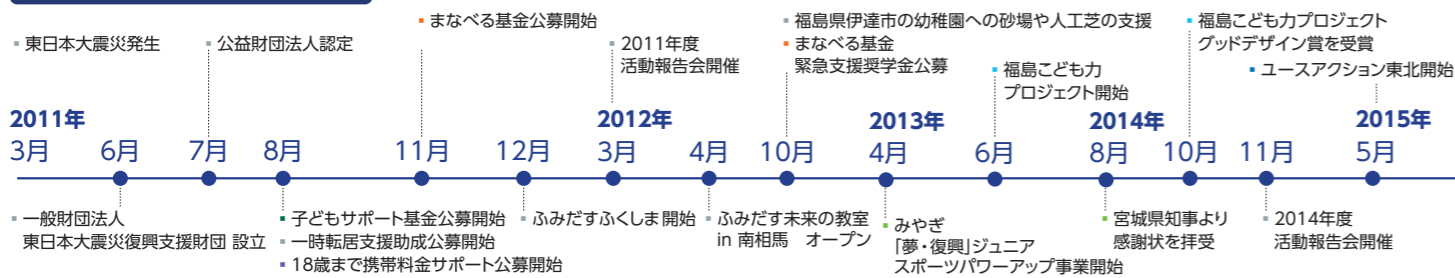 まなべる基金公募開始
福島県伊達市の幼稚園への砂場や人工芝の支援
福島こども力プロジェクト
グッドデザイン賞を受賞
東日本大震災発生
公益財団法人認定
2011年度
活動報告会開催
まなべる基金
緊急支援奨学金公募
福島こども力
プロジェクト開始
ユースアクション東北開始
2011年
2012年
2013年
2014年
2015年
3月 6月 7月 8月 11月 12月 3月 4月 10月 4月 6月 8月 10月 11月 5月
一般財団法人
東日本大震災復興支援財団 設立
子どもサポート基金公募開始
一時転居支援助成公募開始
18歳まで携帯料金サポート公募開始
ふみだすふくしま開始
ふみだす未来の教室
in 南相馬 オープン
みやぎ
「夢・復興」ジュニア
スポーツパワーアップ事業開始
宮城県知事より
感謝状を拝受
2014年度
活動報告会開催